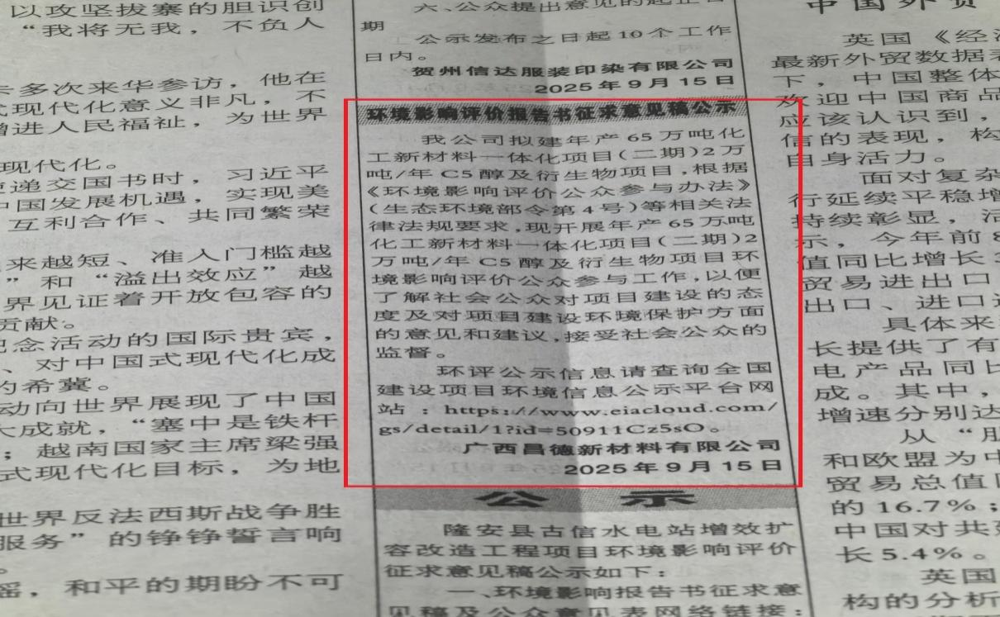 以攻坚拔寨的胆识创
“我将无我，不负人
多次来华参访，他在
式现代化意义非凡，不
增进人民福祉，为世界
现代化。
递交国书时，习近平
中国发展机遇，实现美
互利合作、共同繁荣
来越短、准入门槛越
”和“溢出效应”越
界见证着开放包容的
贡献。
纪念活动的国际贵宾，
、对中国式现代化成
的希冀。
动向世界展现了中国
大成就，“塞中是铁杆
；越南国家主席梁强
式现代化目标，为地
世界反法西斯战争胜
服务”的铮铮誓言响
。
，和平的期盼不可
六、公众提出意见的起止日
期
公示发布之日起10个工作
日内。
贺州信达服装印染有限公司
2025年9月15日
环境影响评价报告书征求意见稿公示
我公司拟建年产65万吨化
工新材料一体化项目(二期)2万
吨/年C5醇及衍生物项目,根据
《环境影响评价公众参与办法》
(生态环境部令第4号)等相关法
律法规要求,现开展年产65万吨
化工新材料一体化项目(二期)2
万吨/年C5醇及衍生物项目环
境影响评价公众参与工作,以便
了解社会公众对项目建设的态
度及对项目建设环境保护方面
的意见和建议,接受社会公众的
监督。
环评公示信息请查询全国
建设项目环境信息公示平台网
站：https://www.eiacloud.com/
gs/detail/1?id=50911Cz5sO。
广西昌德新材料有限公司
2025年9月15日
公示
隆安县古信水电站增效扩
容改造工程项目环境影响评价
征求意见稿公示如下：
一、环境影响报告书征求意
见稿及公众意见表网络链接：
中国外贸
英国《经济
最新外贸数据表
下，中国整体
欢迎中国商品
应该认识到，
信的表现，构
自身活力。
面对复杂
行延续平稳增
持续彰显，活
示，今年前8
值同比增长3
贸易进出口
出口、进口
具体来
长提供了有
电产品同比
成。其中，
增速分别达
从“朋
和欧盟为中
贸易总值
的16.7%；
中国对共建
长5.4%。
英国
构的分析